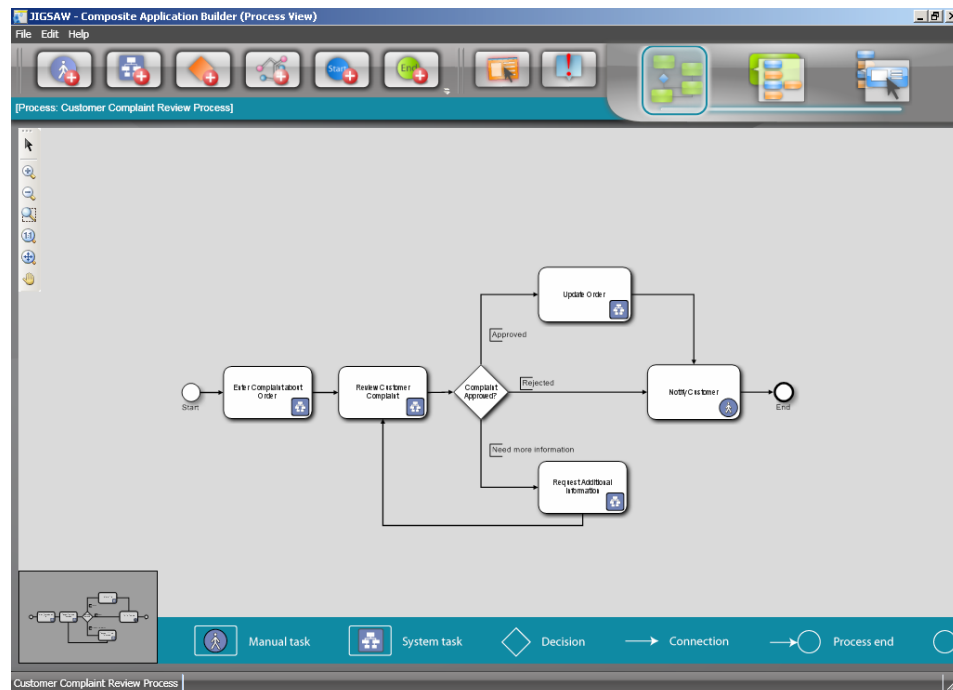 JIGSAW - Composite Application Builder (Process View)
File Edit Help
Start
End
[Process: Customer Complaint Review Process]
Update Order
Approved
Enter Complaint about
Order
Review Customer
Complaint
Complaint
Approved?
Rejected
Notify Customer
Start
End
Need more information
Request Additional
Information
Manual task
System task
Decision
Connection
Process end
Customer Complaint Review Process